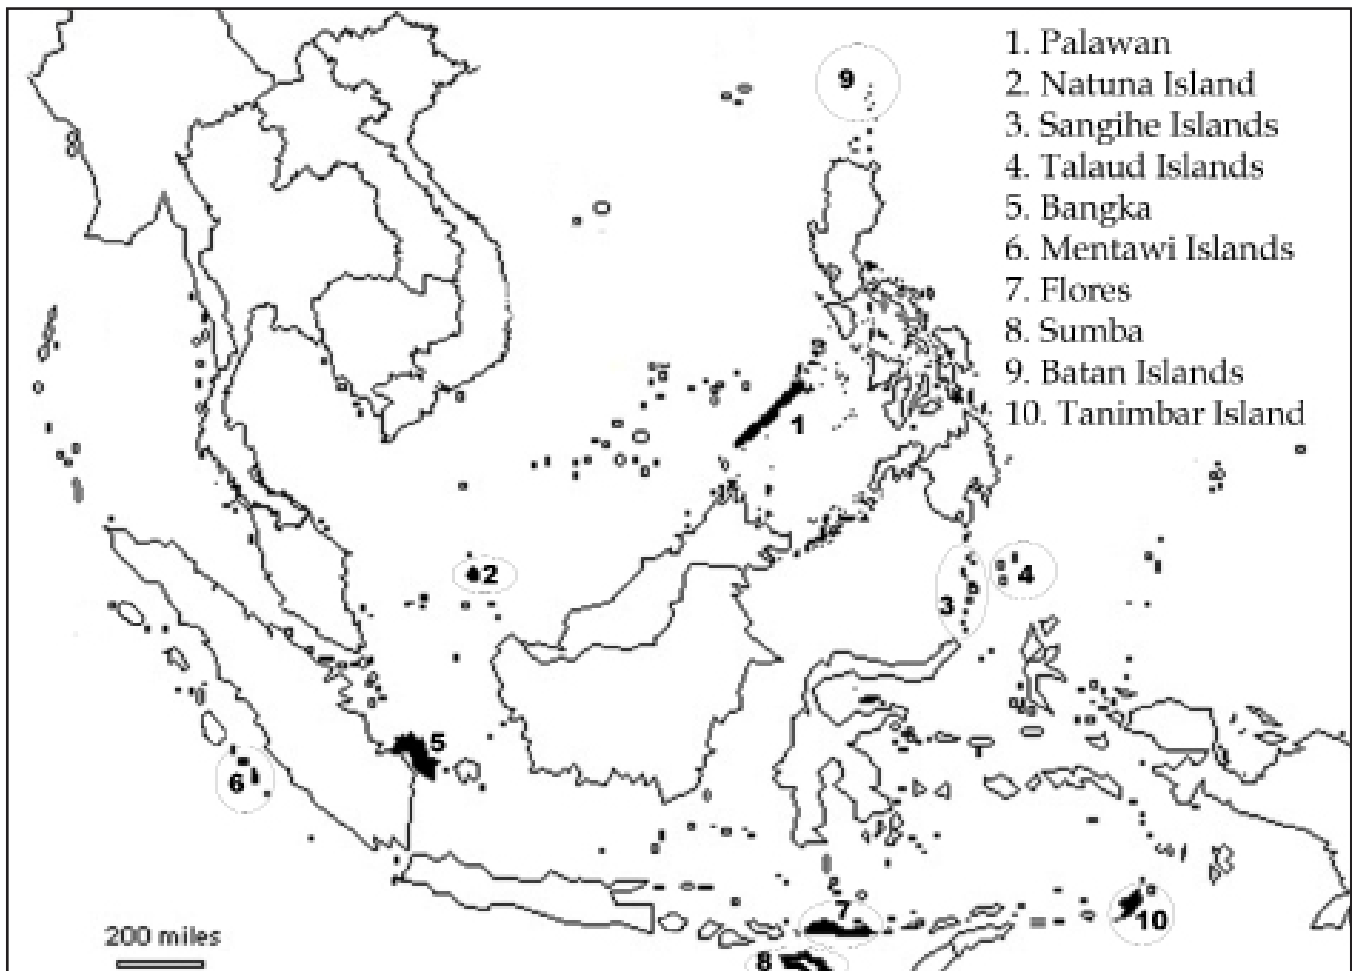 1. Palawan
2. Natuna Island
3. Sangihe Islands
4. Talaud Islands
5. Bangka
6. Mentawi Islands
7. Flores
8. Sumba
9. Batan Islands
10. Tanimbar Island
9
1
2
4
3
5
6
7
10
200 miles
8